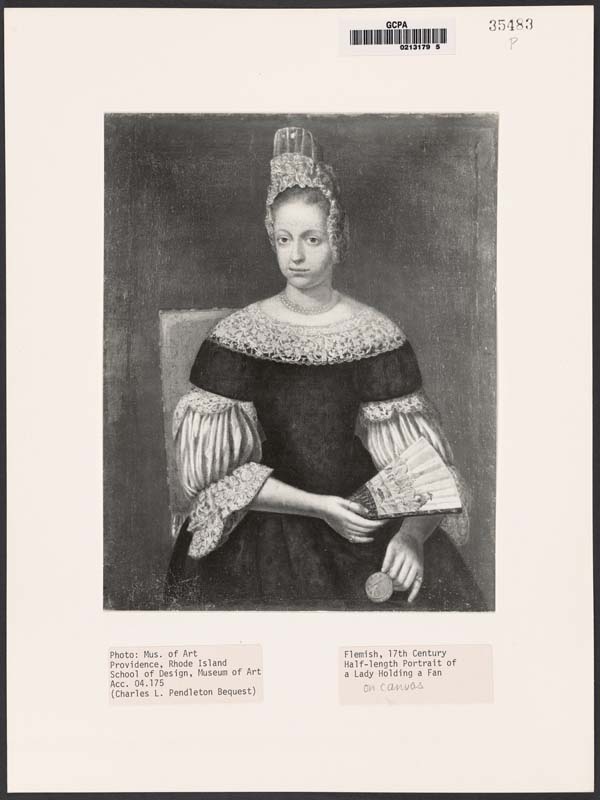 GCPA
0213179 5
35483
P
Photo: Mus. of Art
Providence, Rhode Island
School of Design, Museum of Art
Acc. 04.175
(Charles L. Pendleton Bequest)
Flemish, 17th Century
Half-length Portrait of
a Lady Holding a Fan
on canvas